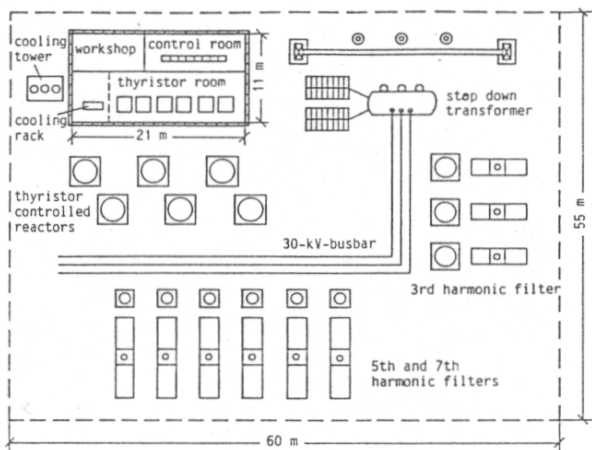 cooling
tower
workshop
control room
thyristor room
11 m
cooling
rack
21 m
step down
transformer
thyristor
controlled
reactors
30-kV-busbar
3rd harmonic filter
5th and 7th
harmonic filters
55 m
60 m